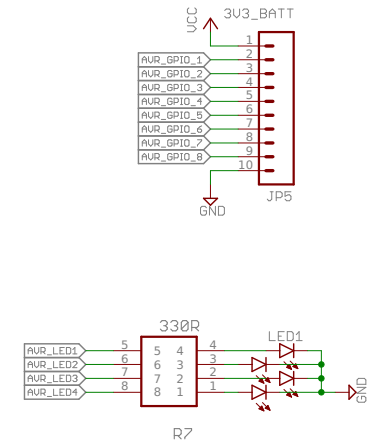 VCC
3V3_BATT
1
AVR_GPIO_1 2
AVR_GPIO_2 3
AVR_GPIO_3 4
AVR_GPIO_4 5
AVR_GPIO_5 6
AVR_GPIO_6 7
AVR_GPIO_7 8
AVR_GPIO_8 9
10
JP5
GND
330R
LED1
AVR_LED1 5 5 4 4
AVR_LED2 6 6 3 3
AVR_LED3 7 7 2 2
AVR_LED4 8 8 1 1
GND
R7